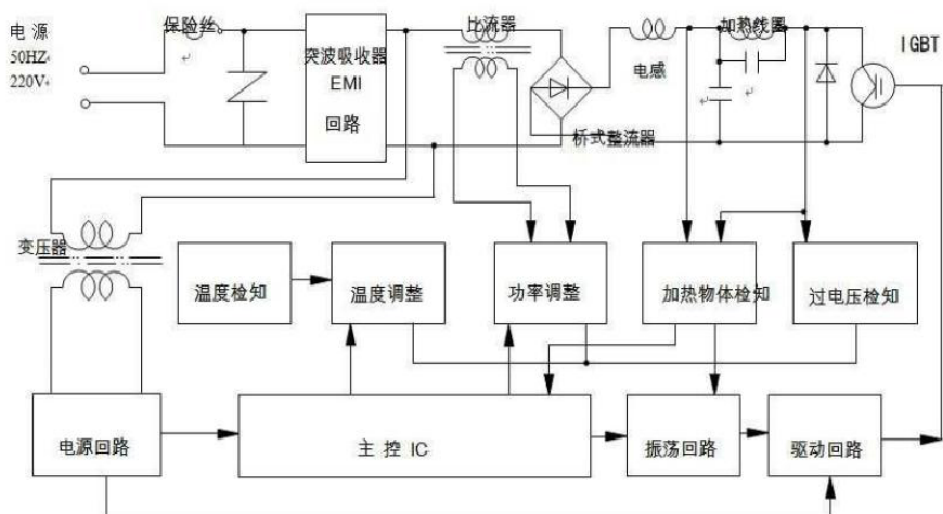 电 源
50HZ
220V
保险丝
突波吸收器
EMI
回路
比流器
桥式整流器
电感
加热线圈
IGBT
变压器
温度检知
温度调整
功率调整
加热物体检知
过电压检知
电源回路
主 控 IC
振荡回路
驱动回路